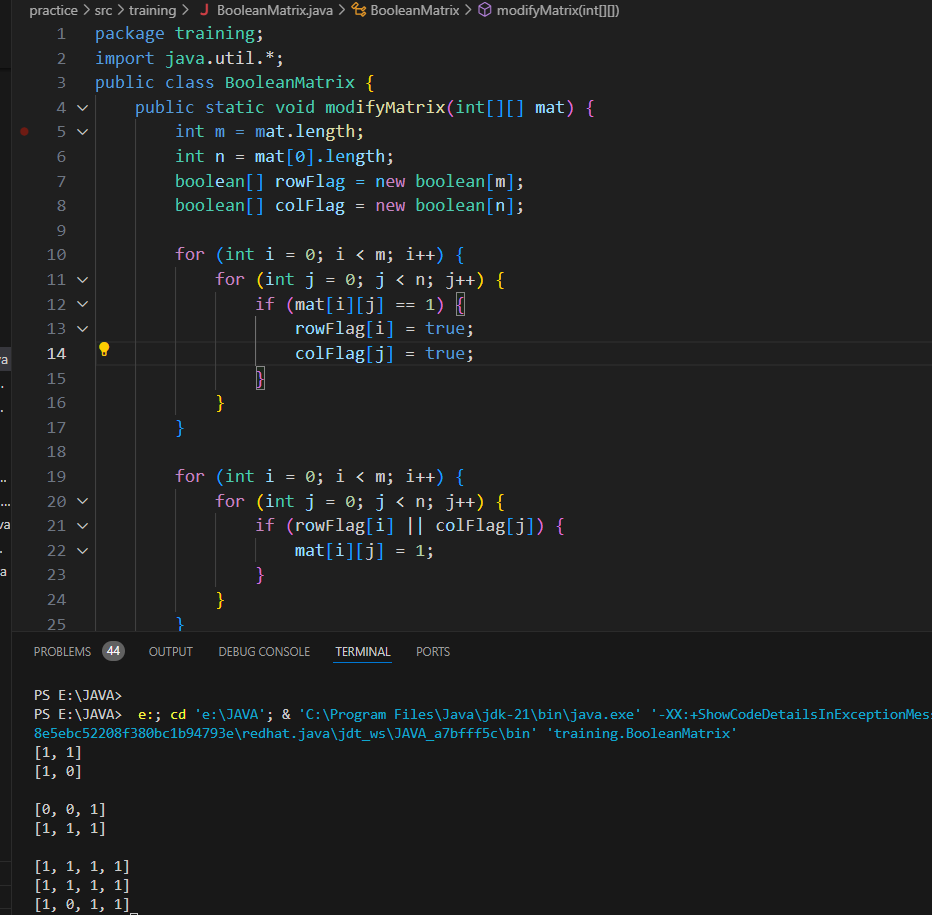 practice > src > training > J BooleanMatrix.java > BooleanMatrix > modifyMatrix(int[][])
1 package training;
2 import java.util.*;
3 public class BooleanMatrix {
4 public static void modifyMatrix(int[][] mat) {
5 int m = mat.length;
6 int n = mat[0].length;
7 boolean[] rowFlag = new boolean[m];
8 boolean[] colFlag = new boolean[n];
9
10 for (int i = 0; i < m; i++) {
11 for (int j = 0; j < n; j++) {
12 if (mat[i][j] == 1) {
13 rowFlag[i] = true;
14 colFlag[j] = true;
15 }
16 }
17 }
18
19 for (int i = 0; i < m; i++) {
20 for (int j = 0; j < n; j++) {
21 if (rowFlag[i] || colFlag[j]) {
22 mat[i][j] = 1;
23 }
24 }
25 }
PROBLEMS 44 OUTPUT DEBUG CONSOLE TERMINAL PORTS
PS E:\JAVA>
PS E:\JAVA> e:; cd 'e:\JAVA'; & 'C:\Program Files\Java\jdk-21\bin\java.exe' '-XX:+ShowCodeDetailsInExceptionMes
8e5ebc52208f380bc1b94793e\redhat.java\jdt_ws\JAVA_a7bfff5c\bin' 'training.BooleanMatrix'
[1, 1]
[1, 0]
[0, 0, 1]
[1, 1, 1]
[1, 1, 1, 1]
[1, 1, 1, 1]
[1, 0, 1, 1]